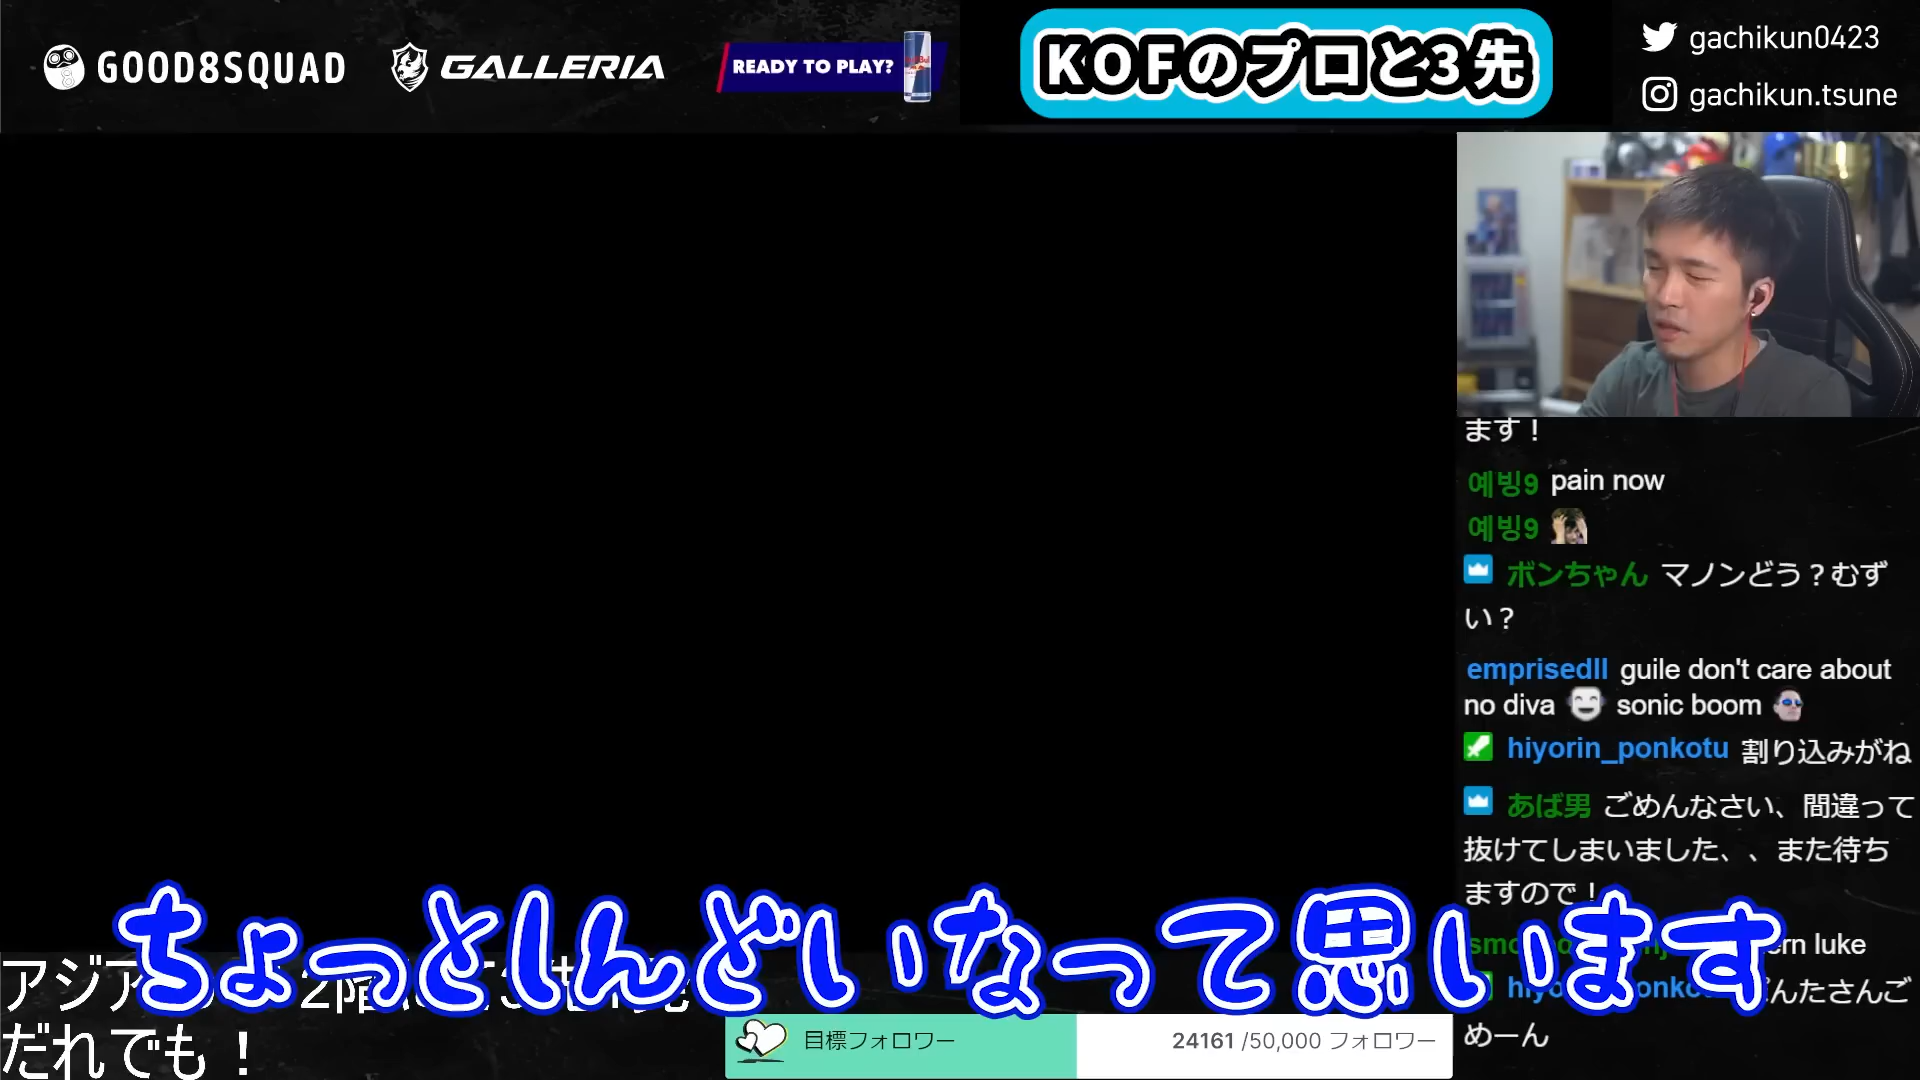 GOOD8SQUAD
GALLERIA
READY TO PLAY?
KOFのプロと3先
gachikun0423
gachikun.tsune
ます！
예빙9 pain now
예빙9
ボンちゃん マノンどう？むず
い？
emprisedll guile don't care about
no diva sonic boom
hiyorin_ponkotu 割り込みがね
あば男 ごめんなさい、間違って
抜けてしまいました、、また待ち
ますので！
luke
んたさんご
めーん
ちょっとしんどいなって思います
アジア
だれでも！
目標フォロワー
24161 /50,000 フォロワー